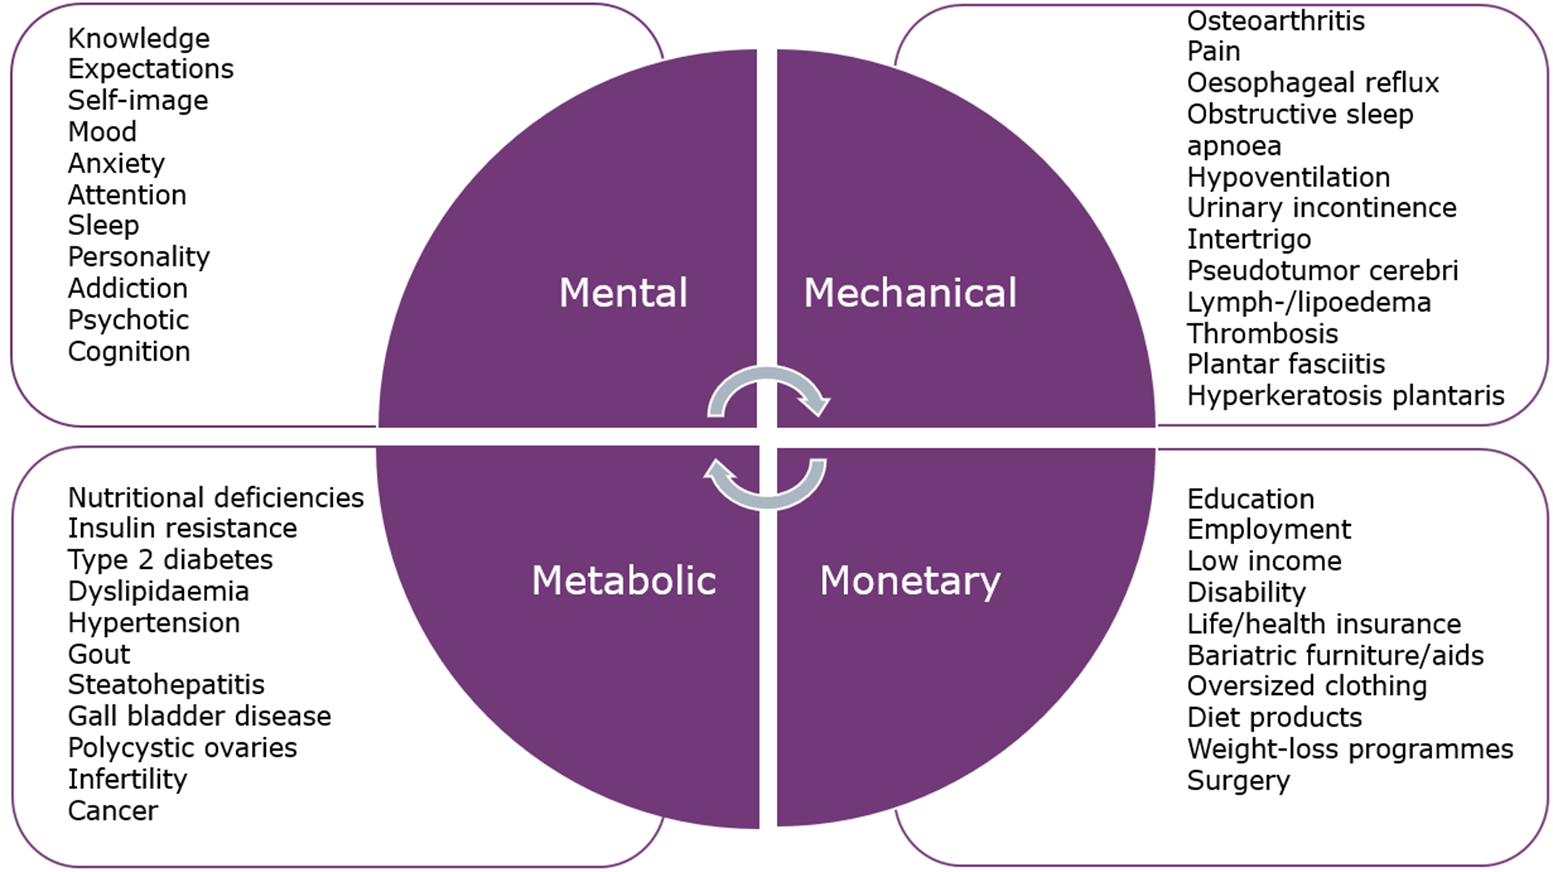 Knowledge
Expectations
Self-image
Mood
Anxiety
Attention
Sleep
Personality
Addiction
Psychotic
Cognition
Mental
Mechanical
Osteoarthritis
Pain
Oesophageal reflux
Obstructive sleep
apnoea
Hypoventilation
Urinary incontinence
Intertrigo
Pseudotumor cerebri
Lymph-/lipoedema
Thrombosis
Plantar fasciitis
Hyperkeratosis plantaris
Nutritional deficiencies
Insulin resistance
Type 2 diabetes
Dyslipidaemia
Hypertension
Gout
Steatohepatitis
Gall bladder disease
Polycystic ovaries
Infertility
Cancer
Metabolic
Monetary
Education
Employment
Low income
Disability
Life/health insurance
Bariatric furniture/aids
Oversized clothing
Diet products
Weight-loss programmes
Surgery